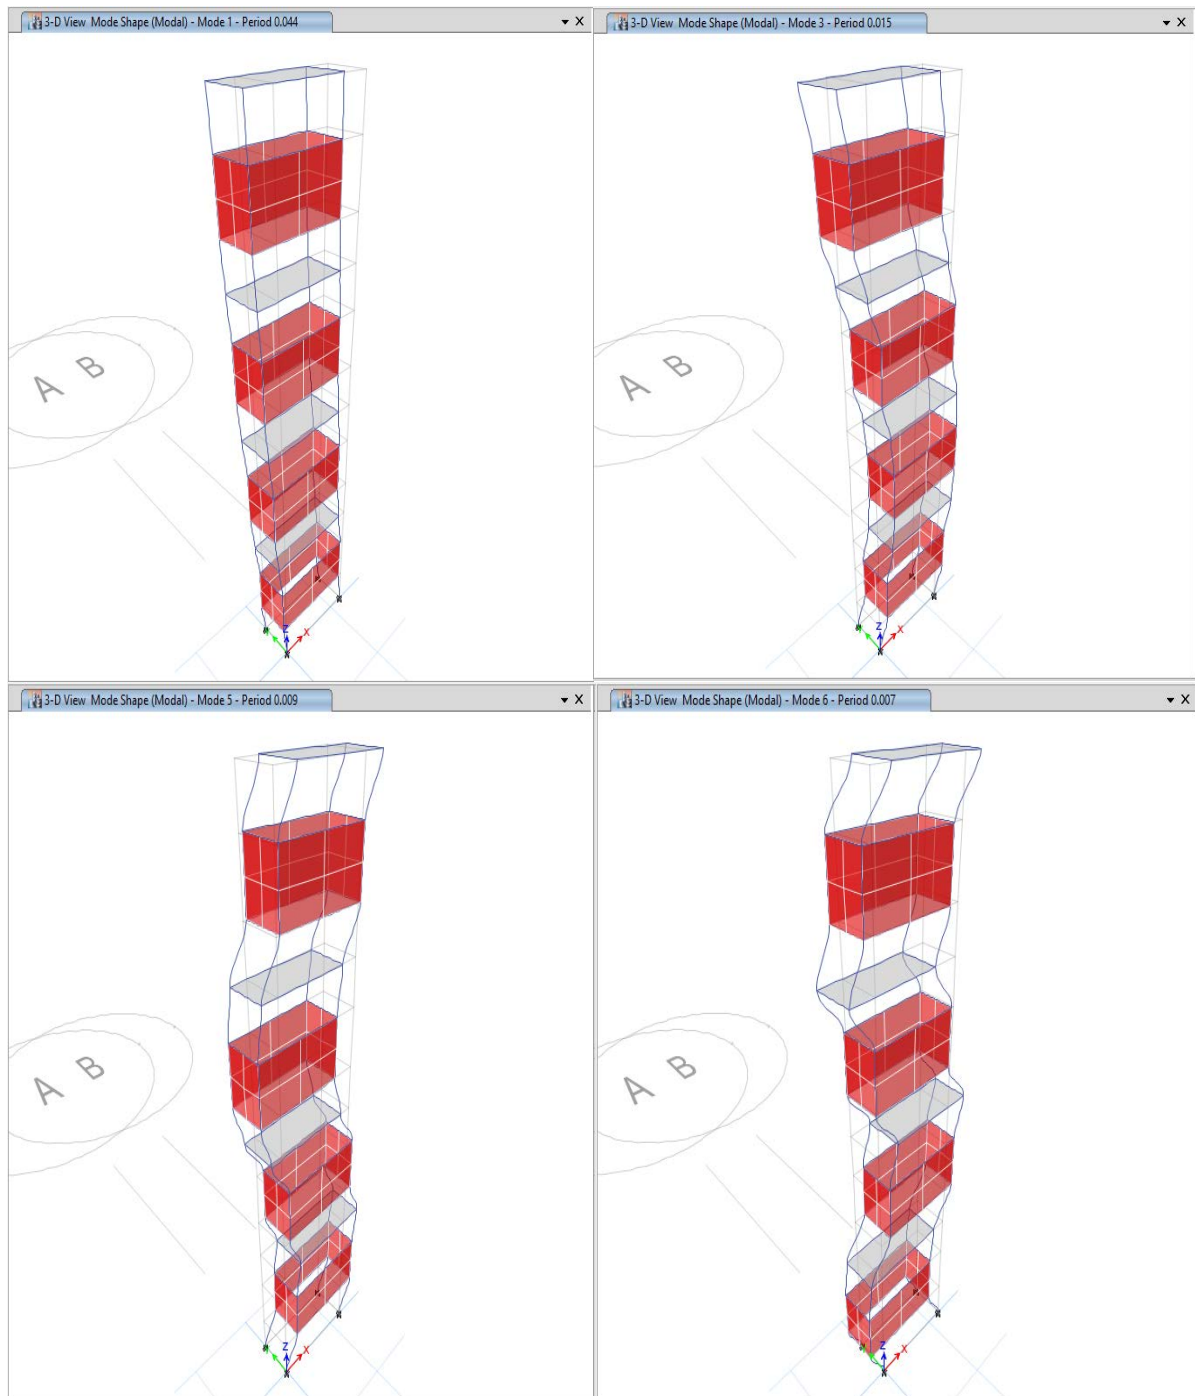 3-D View Mode Shape (Modal) - Mode 1 - Period 0.044
X
A
B
Z
X
3-D View Mode Shape (Modal) - Mode 3 - Period 0.015
X
A
B
Z
X
3-D View Mode Shape (Modal) - Mode 5 - Period 0.009
X
A
B
Z
X
3-D View Mode Shape (Modal) - Mode 6 - Period 0.007
X
A
B
Z
X